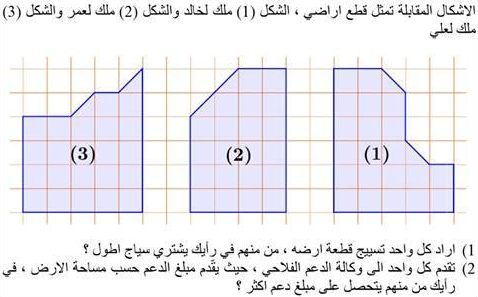 الاشكال المقابلة تمثل قطع اراضي ، الشكل (1) ملك لخالد والشكل (2) ملك لعمر والشكل (3)
ملك لعلي
(3) (2) (1)
1) اراد كل واحد تسييج قطعة ارضه ، من منهم في رأيك يشتري سياج اطول ؟
2) تقدم كل واحد الى وكالة الدعم الفلاحي ، حيث يقّدم مبلغ الدعم حسب مساحة الارض ، في
رأيك من منهم يتحصل على مبلغ دعم اكثر ؟